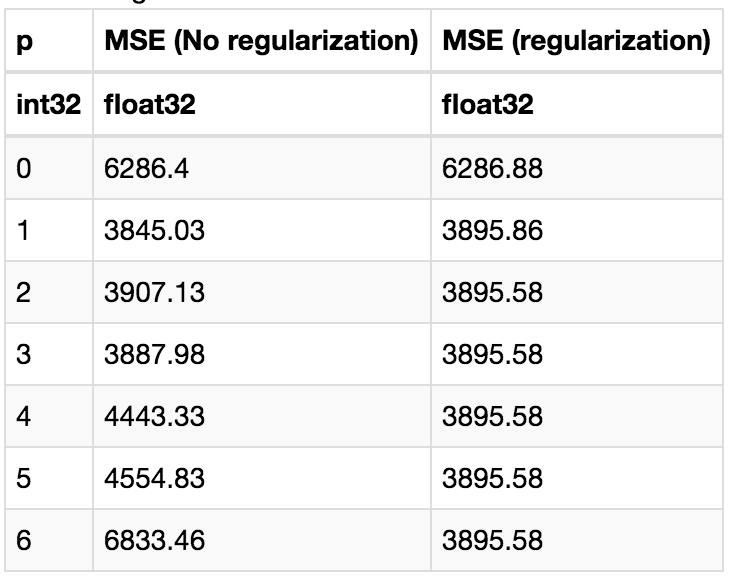 p MSE (No regularization) MSE (regularization)
int32 float32 float32
0 6286.4 6286.88
1 3845.03 3895.86
2 3907.13 3895.58
3 3887.98 3895.58
4 4443.33 3895.58
5 4554.83 3895.58
6 6833.46 3895.58